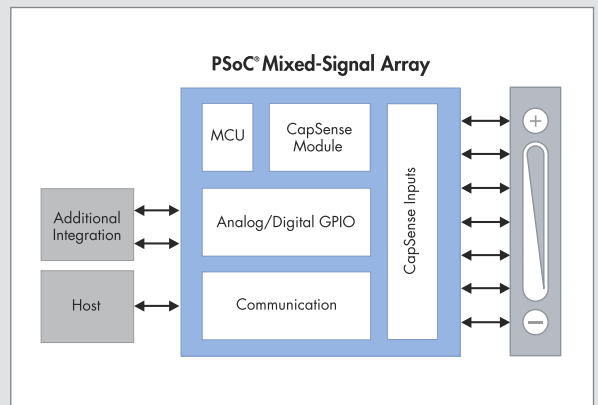 PSoC® Mixed-Signal Array
MCU
CapSense
Module
CapSense Inputs
Additional
Integration
Analog/Digital GPIO
Host
Communication
+
−